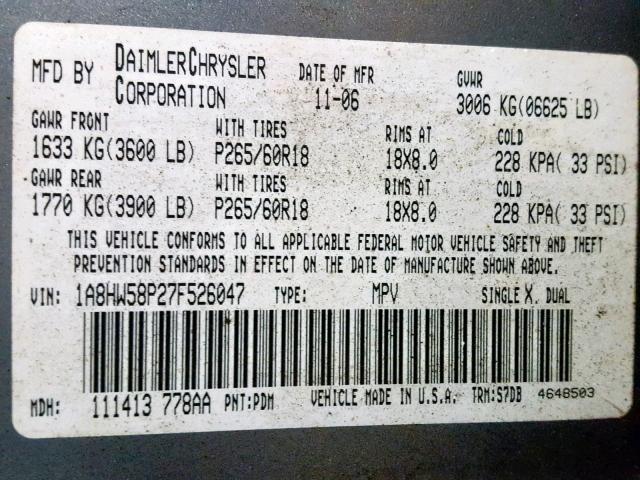 MFD BY DAIMLERCHRYSLER CORPORATION DATE OF MFR 11-06 GVWR 3006 KG(06625 LB)
GAWR FRONT WITH TIRES RIMS AT COLD
1633 KG(3600 LB) P265/60R18 18X8.0 228 KPA( 33 PSI)
GAWR REAR WITH TIRES RIMS AT COLD
1770 KG(3900 LB) P265/60R18 18X8.0 228 KPA( 33 PSI)
THIS VEHICLE CONFORMS TO ALL APPLICABLE FEDERAL MOTOR VEHICLE SAFETY AND THEFT
PREVENTION STANDARDS IN EFFECT ON THE DATE OF MANUFACTURE SHOWN ABOVE.
VIN: 1A8HW58P27F526047 TYPE: MPV SINGLE X. DUAL
MDH: 111413 778AA PNT:PDM VEHICLE MADE IN U.S.A. TRM:S7DB 4648503